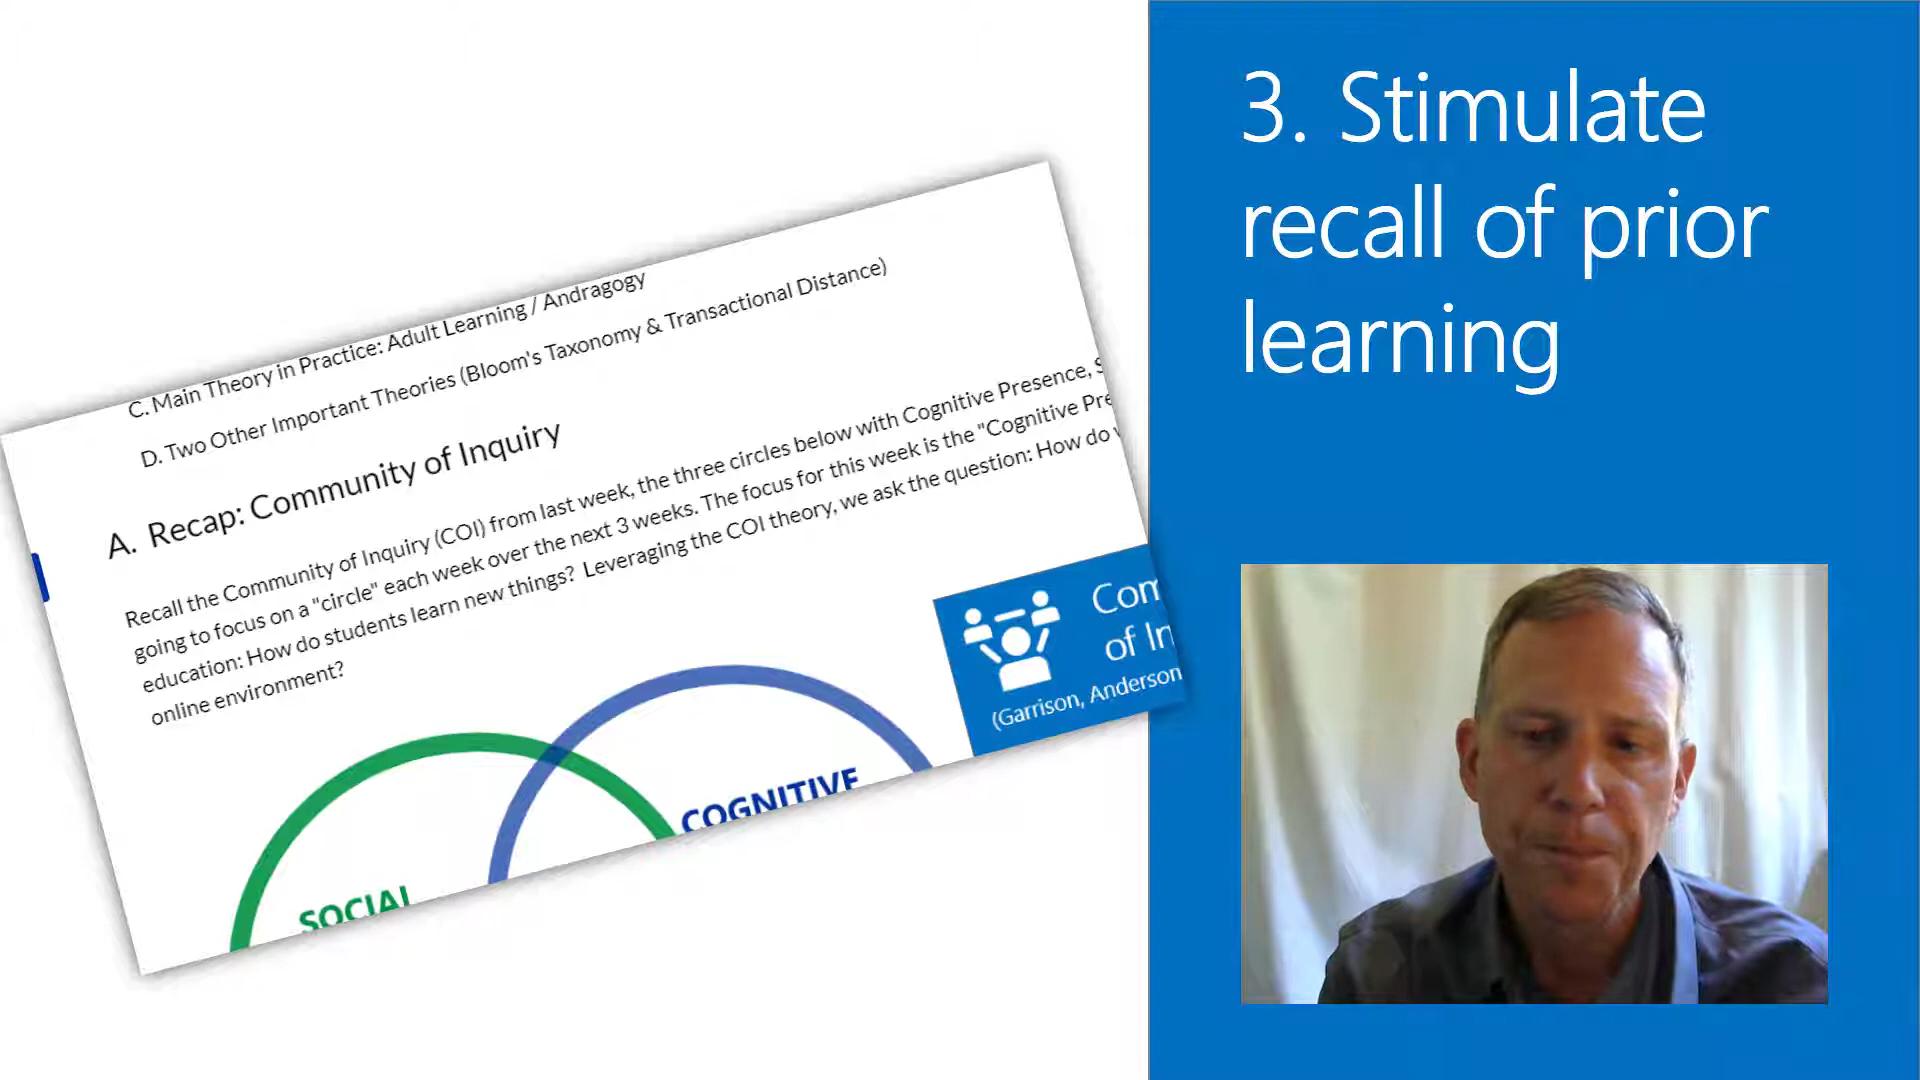 C. Main Theory in Practice: Adult Learning / Andragogy
D. Two Other Important Theories (Bloom's Taxonomy & Transactional Distance)
A. Recap: Community of Inquiry
Recall the Community of Inquiry (COI) from last week, the three circles below with Cognitive Presence,
going to focus on a "circle" each week over the next 3 weeks. The focus for this week is the "Cognitive
education: How do students learn new things? Leveraging the COI theory, we ask the question: How do
online environment?
of
(Garrison, Anderson
SOCIAL
COGNITIVE
3. Stimulate
recall of prior
learning